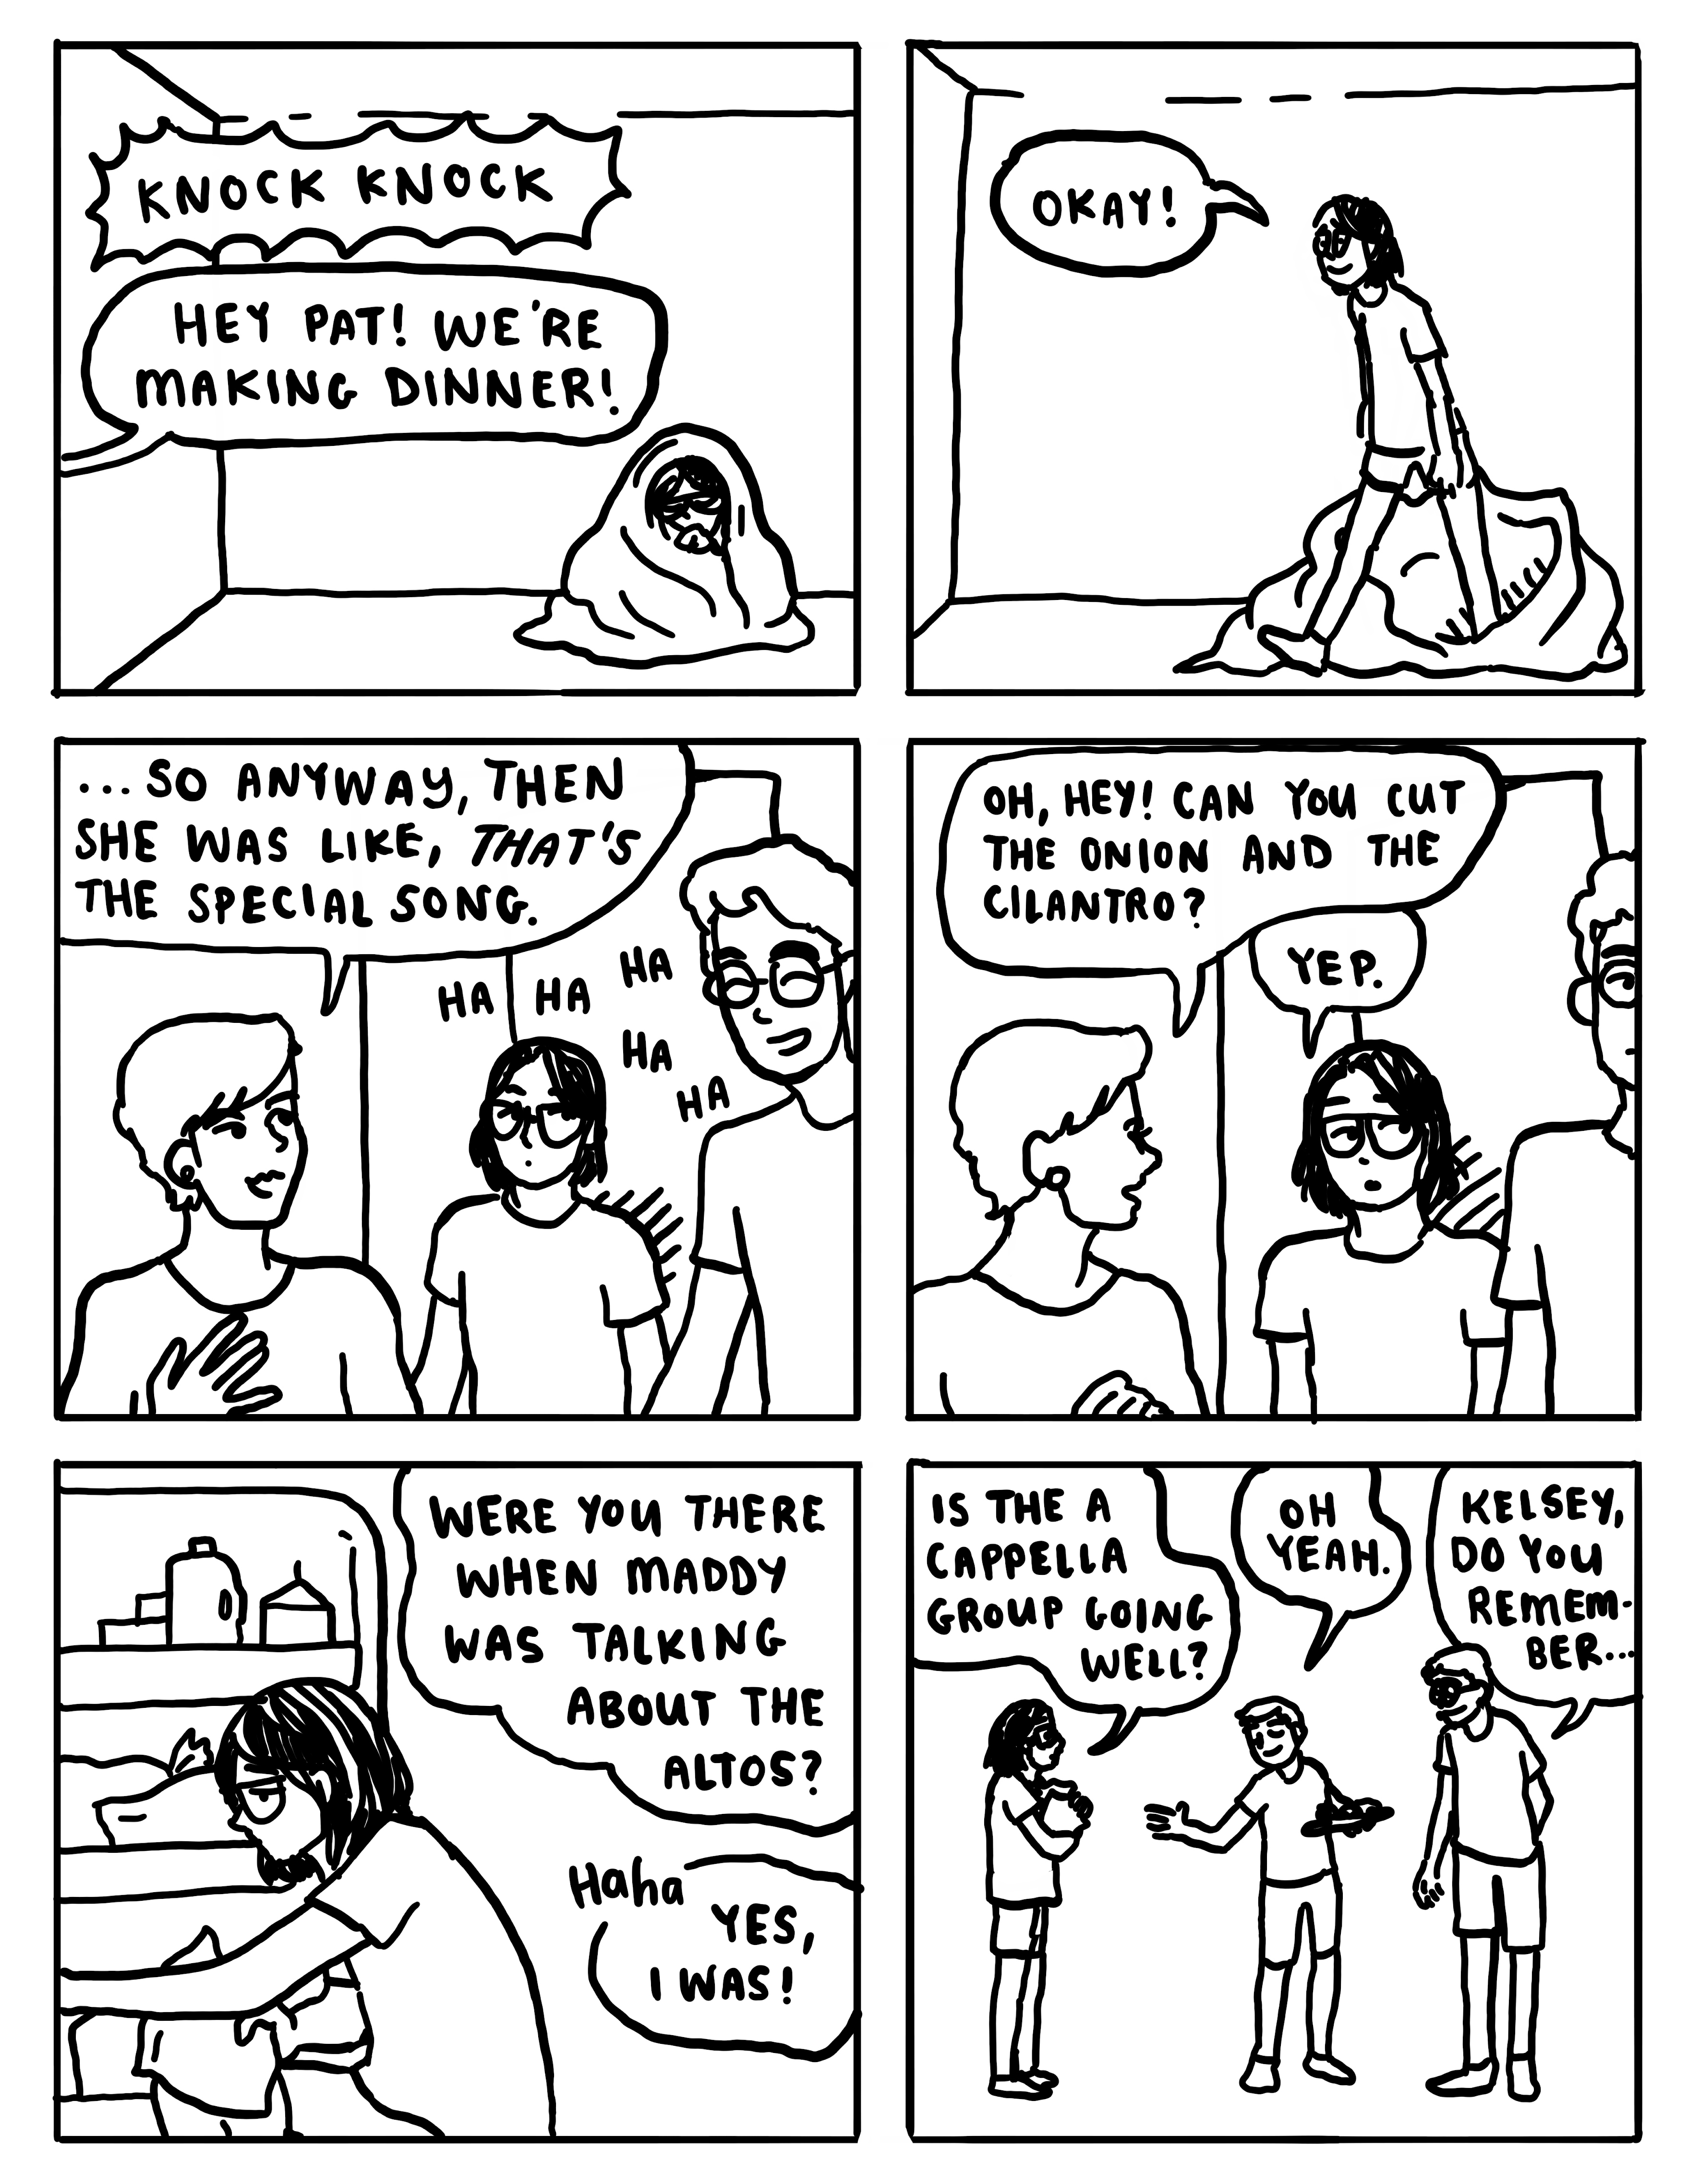 KNOCK KNOCK
HEY PAT! WE'RE
MAKING DINNER!
OKAY!
...SO ANYWAY, THEN
SHE WAS LIKE, THAT'S
THE SPECIAL SONG.
HA
HA
HA
HA
HA
OH, HEY! CAN YOU CUT
THE ONION AND THE
CILANTRO?
YEP.
WERE YOU THERE
WHEN MADDY
WAS TALKING
ABOUT THE
ALTOS?
Haha
YES,
I WAS!
IS THE A
CAPPELLA
GROUP GOING
WELL?
OH
YEAH.
KELSEY,
DO YOU
REMEM-
BER...